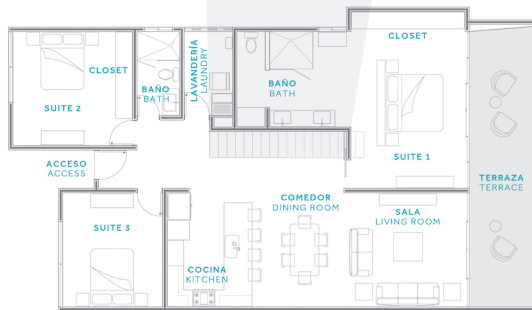 CLOSET
CLOSET
LAVANDERÍA
LAUNDRY
BAÑO
BATH
BAÑO
BATH
SUITE 2
SUITE 1
ACCESO
ACCESS
TERRAZA
TERRACE
COMEDOR
DINING ROOM
SALA
LIVING ROOM
SUITE 3
COCINA
KITCHEN